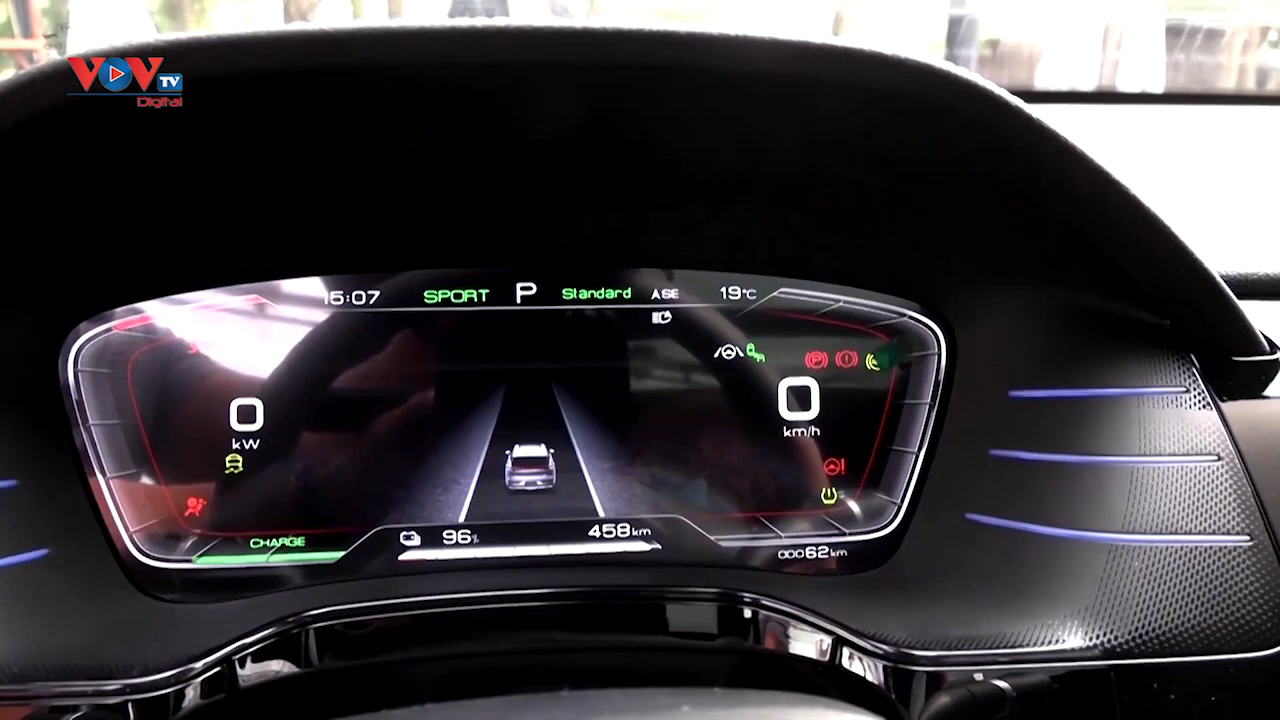 VOV TV
Digital
15:07 SPORT P Standard ASE 19°C
0
kW
0
km/h
CHARGE
96%
458km
00062km